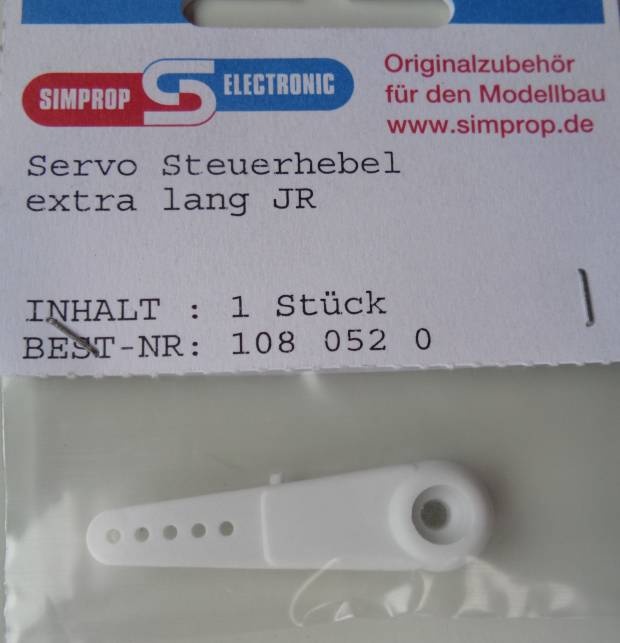 SIMPROP ELECTRONIC
Originalzubehör
für den Modellbau
www.simprop.de
Servo Steuerhebel
extra lang JR
INHALT : 1 Stück
BEST-NR: 108 052 0